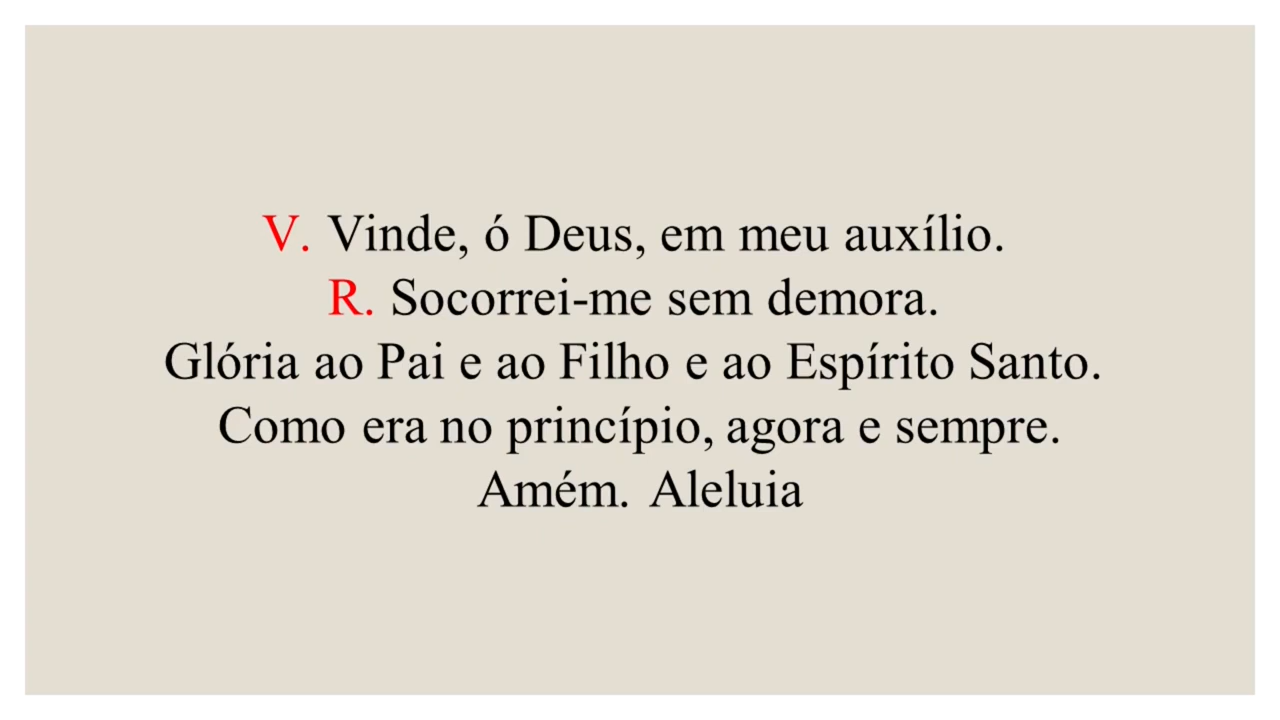 V. Vinde, ó Deus, em meu auxílio.
R. Socorrei-me sem demora.
Glória ao Pai e ao Filho e ao Espírito Santo.
Como era no princípio, agora e sempre.
Amém. Aleluia